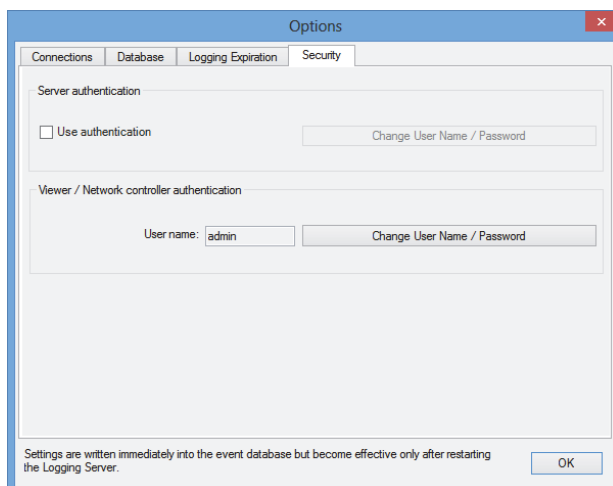 Options
Connections
Database
Logging Expiration
Security
Server authentication
Use authentication
Change User Name / Password
Viewer / Network controller authentication
User name:
admin
Change User Name / Password
Settings are written immediately into the event database but become effective only after restarting
the Logging Server.
OK